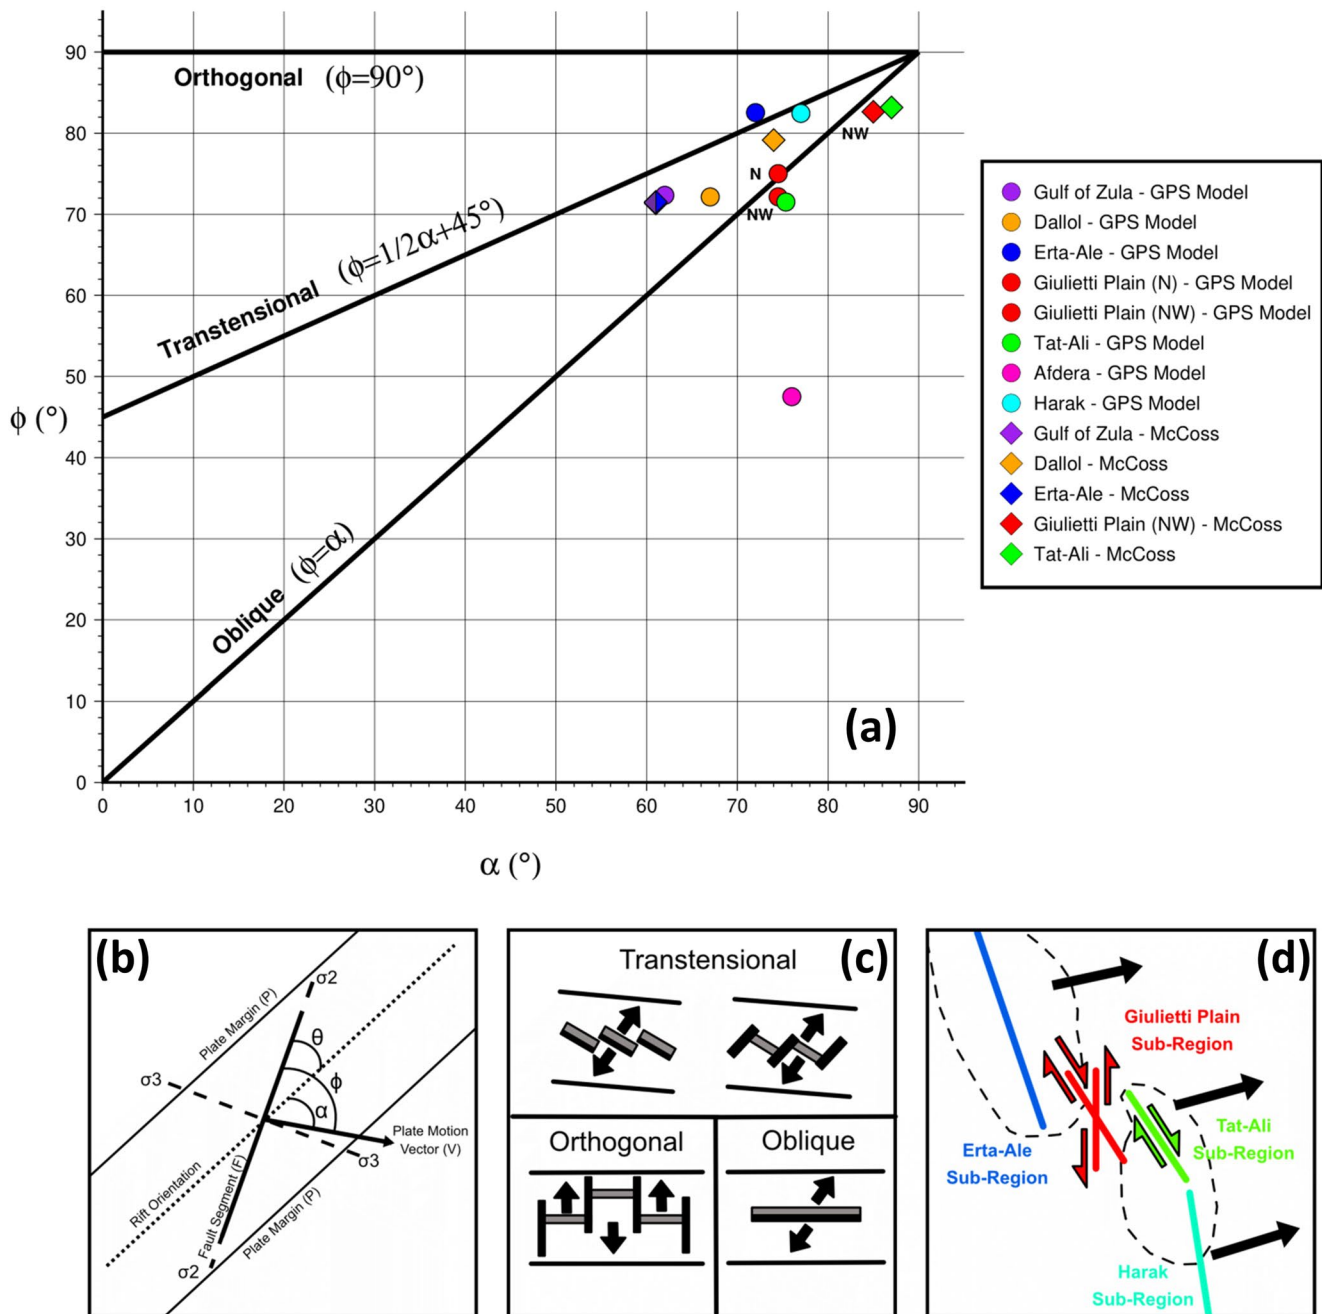 90
80
70
60
50
40
30
20
10
0
ϕ (°)
Orthogonal (ϕ=90°)
Transtensional (ϕ=1/2α+45°)
Oblique (ϕ=α)
NW
N
NW
(a)
0 10 20 30 40 50 60 70 80 90
α (°)
Gulf of Zula - GPS Model
Dallol - GPS Model
Erta-Ale - GPS Model
Giulietti Plain (N) - GPS Model
Giulietti Plain (NW) - GPS Model
Tat-Ali - GPS Model
Afdera - GPS Model
Harak - GPS Model
Gulf of Zula - McCoss
Dallol - McCoss
Erta-Ale - McCoss
Giulietti Plain (NW) - McCoss
Tat-Ali - McCoss
(b)
σ2
Plate Margin (P)
θ
σ3
ϕ
α
Plate Motion
Vector (V)
σ3
Rift Orientation
Fault Segment (F)
Plate Margin (P)
σ2
Transtensional
(c)
Orthogonal
Oblique
(d)
Giulietti Plain
Sub-Region
Tat-Ali
Sub-Region
Erta-Ale
Sub-Region
Harak
Sub-Region